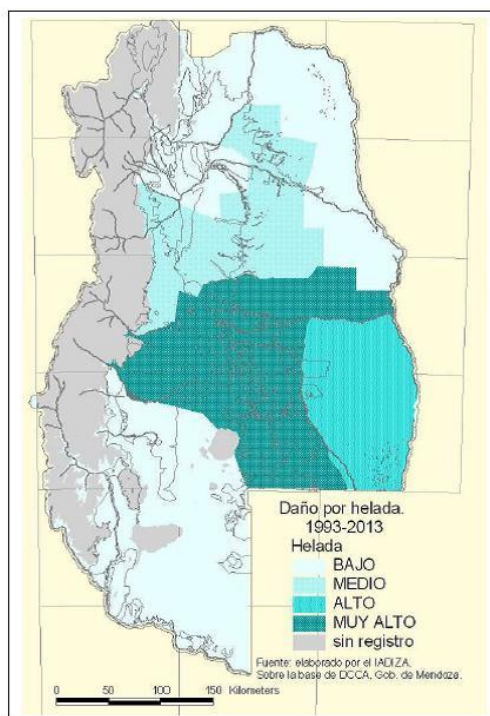 Daño por helada.
1993-2013
Helada
BAJO
MEDIO
ALTO
MUY ALTO
sin registro
Fuente: elaborado por el IADIZA.
Sobre la base de DCCA, Gob. de Mendoza.
0 50 100 150 Kilometers